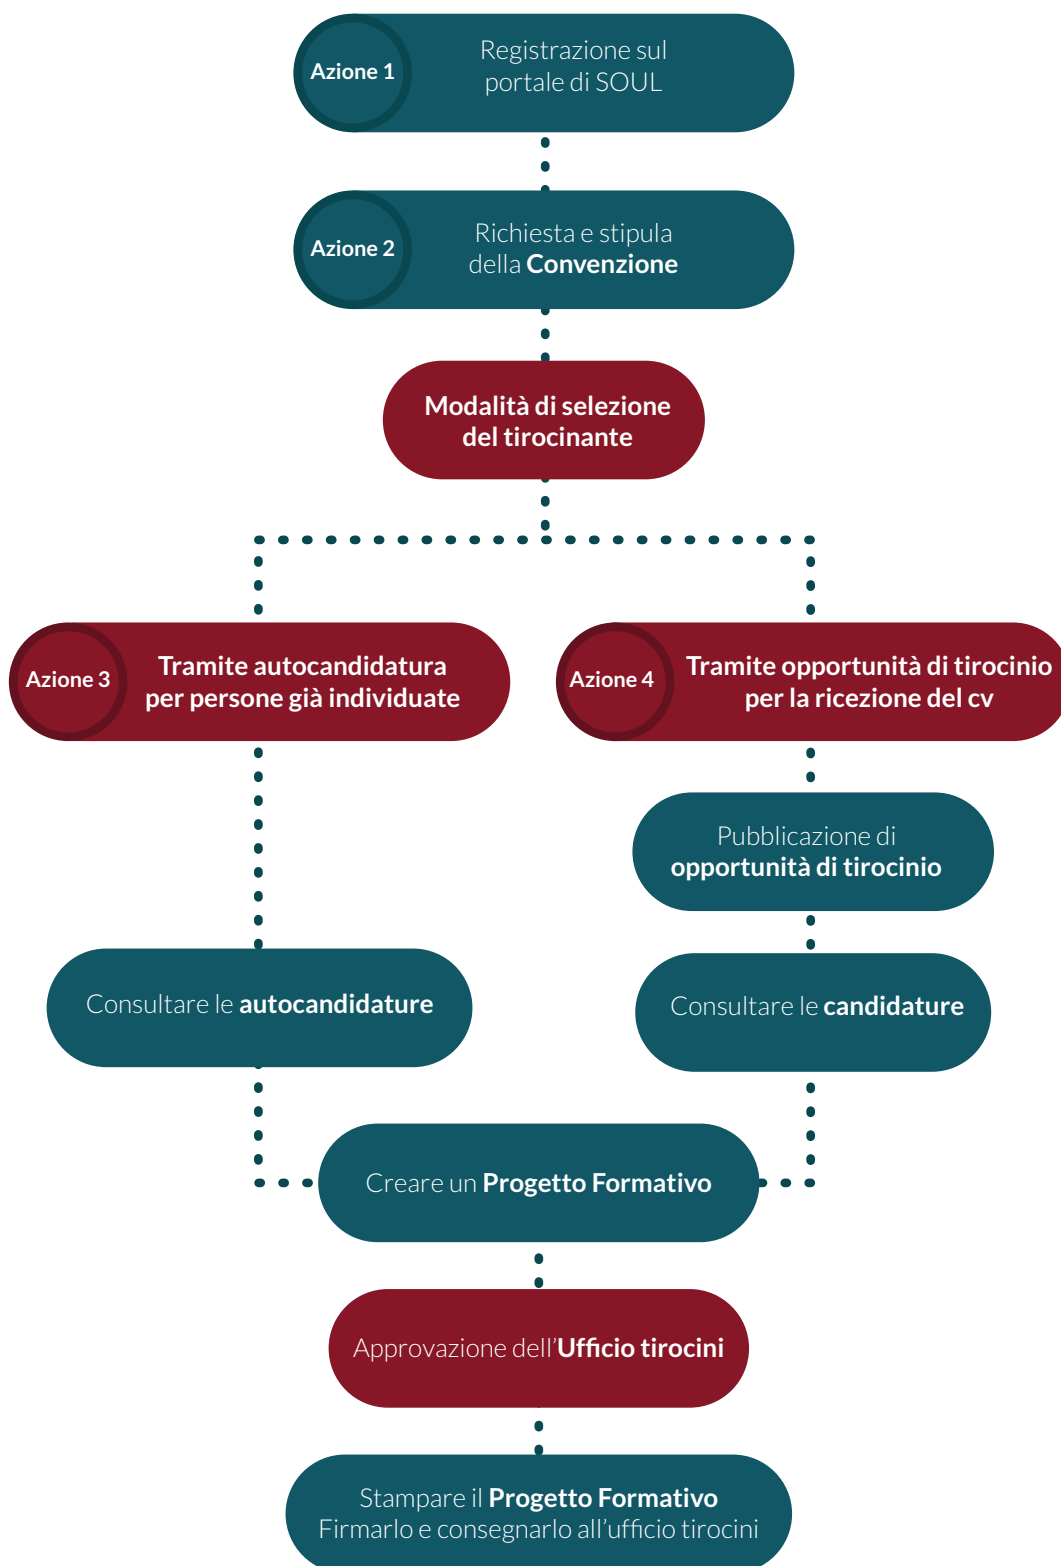 Azione 1
Registrazione sul
portale di SOUL
Azione 2
Richiesta e stipula
della Convenzione
Modalità di selezione
del tirocinante
Azione 3
Tramite autocandidatura
per persone già individuate
Azione 4
Tramite opportunità di tirocinio
per la ricezione del cv
Pubblicazione di
opportunità di tirocinio
Consultare le autocandidature
Consultare le candidature
Creare un Progetto Formativo
Approvazione dell'Ufficio tirocini
Stampare il Progetto Formativo
Firmarlo e consegnarlo all'ufficio tirocini